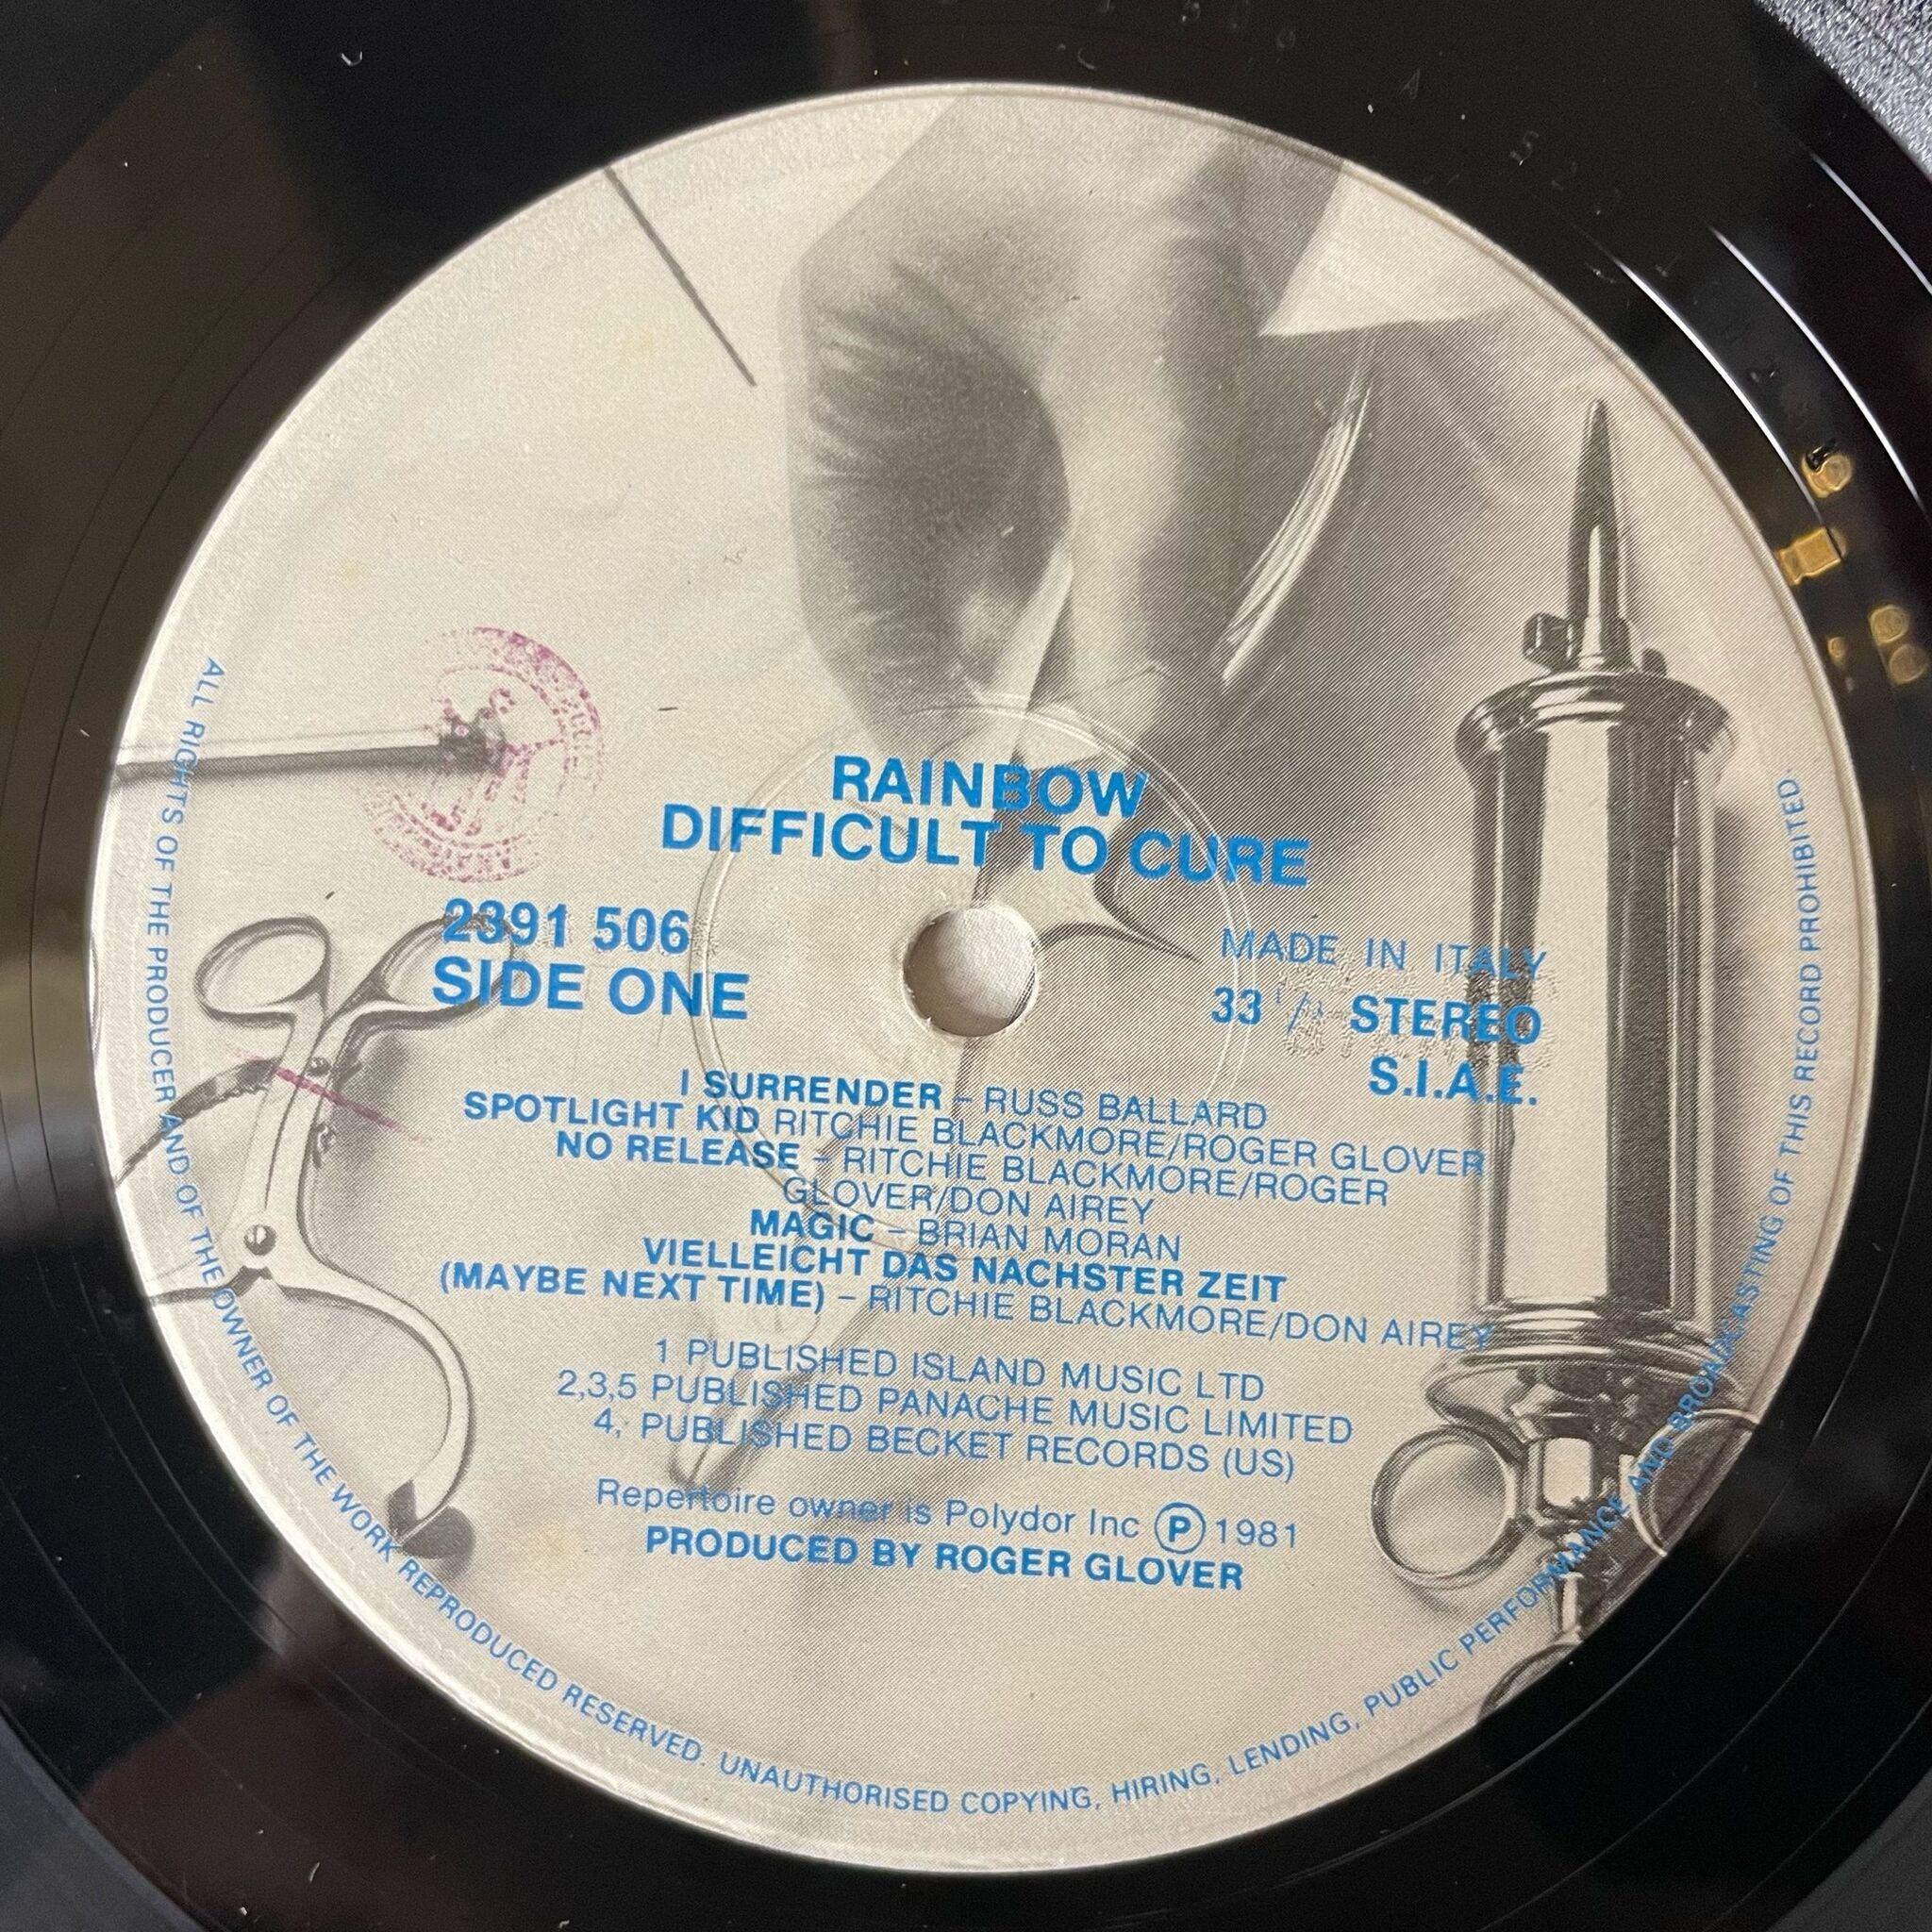 RAINBOW
DIFFICULT TO CURE
2391 506
SIDE ONE
MADE IN ITALY
33 1/3 STEREO
S.I.A.E.
I SURRENDER – RUSS BALLARD
SPOTLIGHT KID RITCHIE BLACKMORE/ROGER GLOVER
NO RELEASE – RITCHIE BLACKMORE/ROGER
GLOVER/DON AIREY
MAGIC – BRIAN MORAN
VIELLEICHT DAS NACHSTER ZEIT
(MAYBE NEXT TIME) – RITCHIE BLACKMORE/DON AIREY
1 PUBLISHED ISLAND MUSIC LTD
2,3,5 PUBLISHED PANACHE MUSIC LIMITED
4, PUBLISHED BECKET RECORDS (US)
Repertoire owner is Polydor Inc Ⓟ 1981
PRODUCED BY ROGER GLOVER
ALL RIGHTS OF THE PRODUCER AND OF THE OWNER OF THE WORK REPRODUCED RESERVED. UNAUTHORISED COPYING, HIRING, LENDING, PUBLIC PERFORMANCE AND BROADCASTING OF THIS RECORD PROHIBITED.